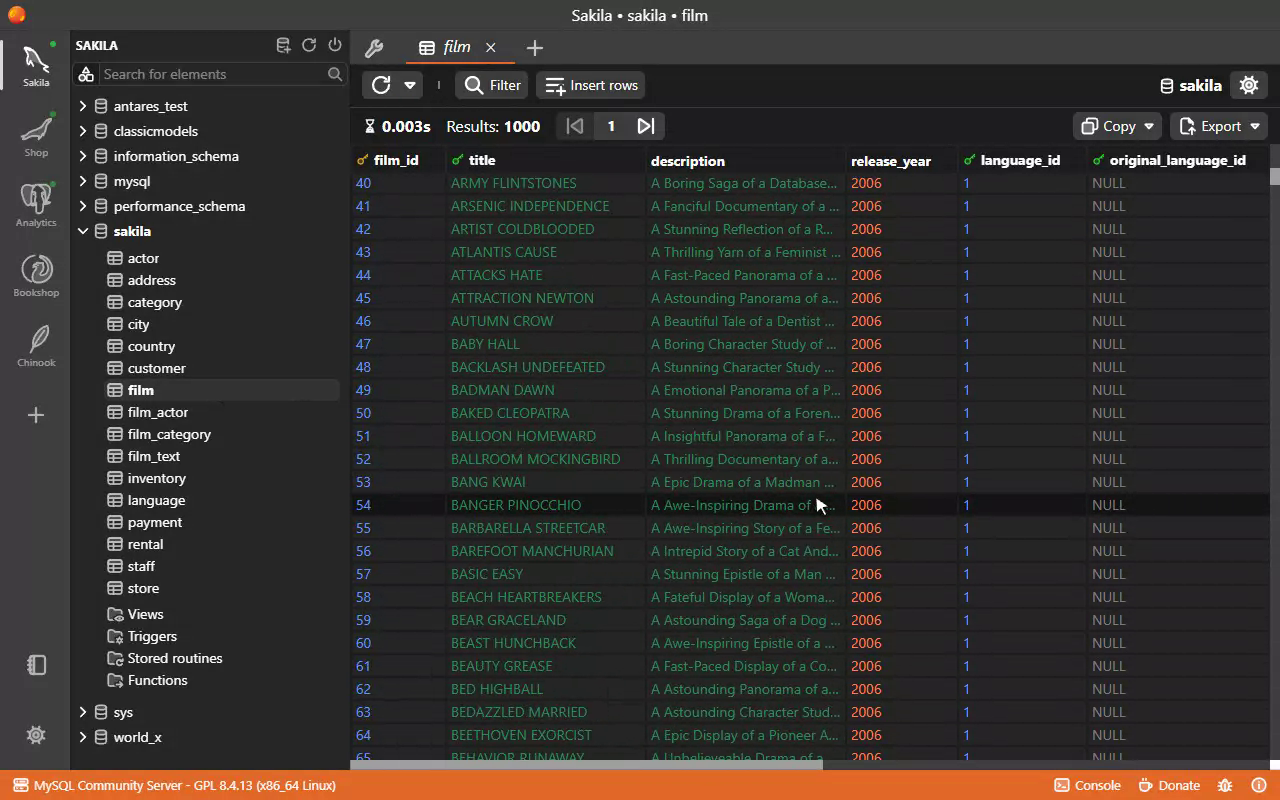 Sakila • sakila • film
Sakila
Shop
Analytics
Bookshop
Chinook
SAKILA
Search for elements
antares_test
classicmodels
information_schema
mysql
performance_schema
sakila
actor
address
category
city
country
customer
film
film_actor
film_category
film_text
inventory
language
payment
rental
staff
store
Views
Triggers
Stored routines
Functions
sys
world_x
film
Filter Insert rows sakila
0.003s Results: 1000 1 Copy Export
film_id title description release_year language_id original_language_id
40 ARMY FLINTSTONES A Boring Saga of a Database... 2006 1 NULL
41 ARSENIC INDEPENDENCE A Fanciful Documentary of a ... 2006 1 NULL
42 ARTIST COLDBLOODED A Stunning Reflection of a R... 2006 1 NULL
43 ATLANTIS CAUSE A Thrilling Yarn of a Feminist ... 2006 1 NULL
44 ATTACKS HATE A Fast-Paced Panorama of a ... 2006 1 NULL
45 ATTRACTION NEWTON A Astounding Panorama of a... 2006 1 NULL
46 AUTUMN CROW A Beautiful Tale of a Dentist ... 2006 1 NULL
47 BABY HALL A Boring Character Study of ... 2006 1 NULL
48 BACKLASH UNDEFEATED A Stunning Character Study ... 2006 1 NULL
49 BADMAN DAWN A Emotional Panorama of a P... 2006 1 NULL
50 BAKED CLEOPATRA A Stunning Drama of a Foren... 2006 1 NULL
51 BALLOON HOMEWARD A Insightful Panorama of a F... 2006 1 NULL
52 BALLROOM MOCKINGBIRD A Thrilling Documentary of a... 2006 1 NULL
53 BANG KWAI A Epic Drama of a Madman ... 2006 1 NULL
54 BANGER PINOCCHIO A Awe-Inspiring Drama of ... 2006 1 NULL
55 BARBARELLA STREETCAR A Awe-Inspiring Story of a Fe... 2006 1 NULL
56 BAREFOOT MANCHURIAN A Intrepid Story of a Cat And... 2006 1 NULL
57 BASIC EASY A Stunning Epistle of a Man ... 2006 1 NULL
58 BEACH HEARTBREAKERS A Fateful Display of a Woma... 2006 1 NULL
59 BEAR GRACELAND A Astounding Saga of a Dog ... 2006 1 NULL
60 BEAST HUNCHBACK A Awe-Inspiring Epistle of a ... 2006 1 NULL
61 BEAUTY GREASE A Fast-Paced Display of a Co... 2006 1 NULL
62 BED HIGHBALL A Astounding Panorama of a... 2006 1 NULL
63 BEDAZZLED MARRIED A Astounding Character Stud... 2006 1 NULL
64 BEETHOVEN EXORCIST A Epic Display of a Pioneer A... 2006 1 NULL
65 BEHAVIOR RUNAWAY A Unbelieveable Drama of a ... 2006 1 NULL
MySQL Community Server - GPL 8.4.13 (x86_64 Linux) Console Donate